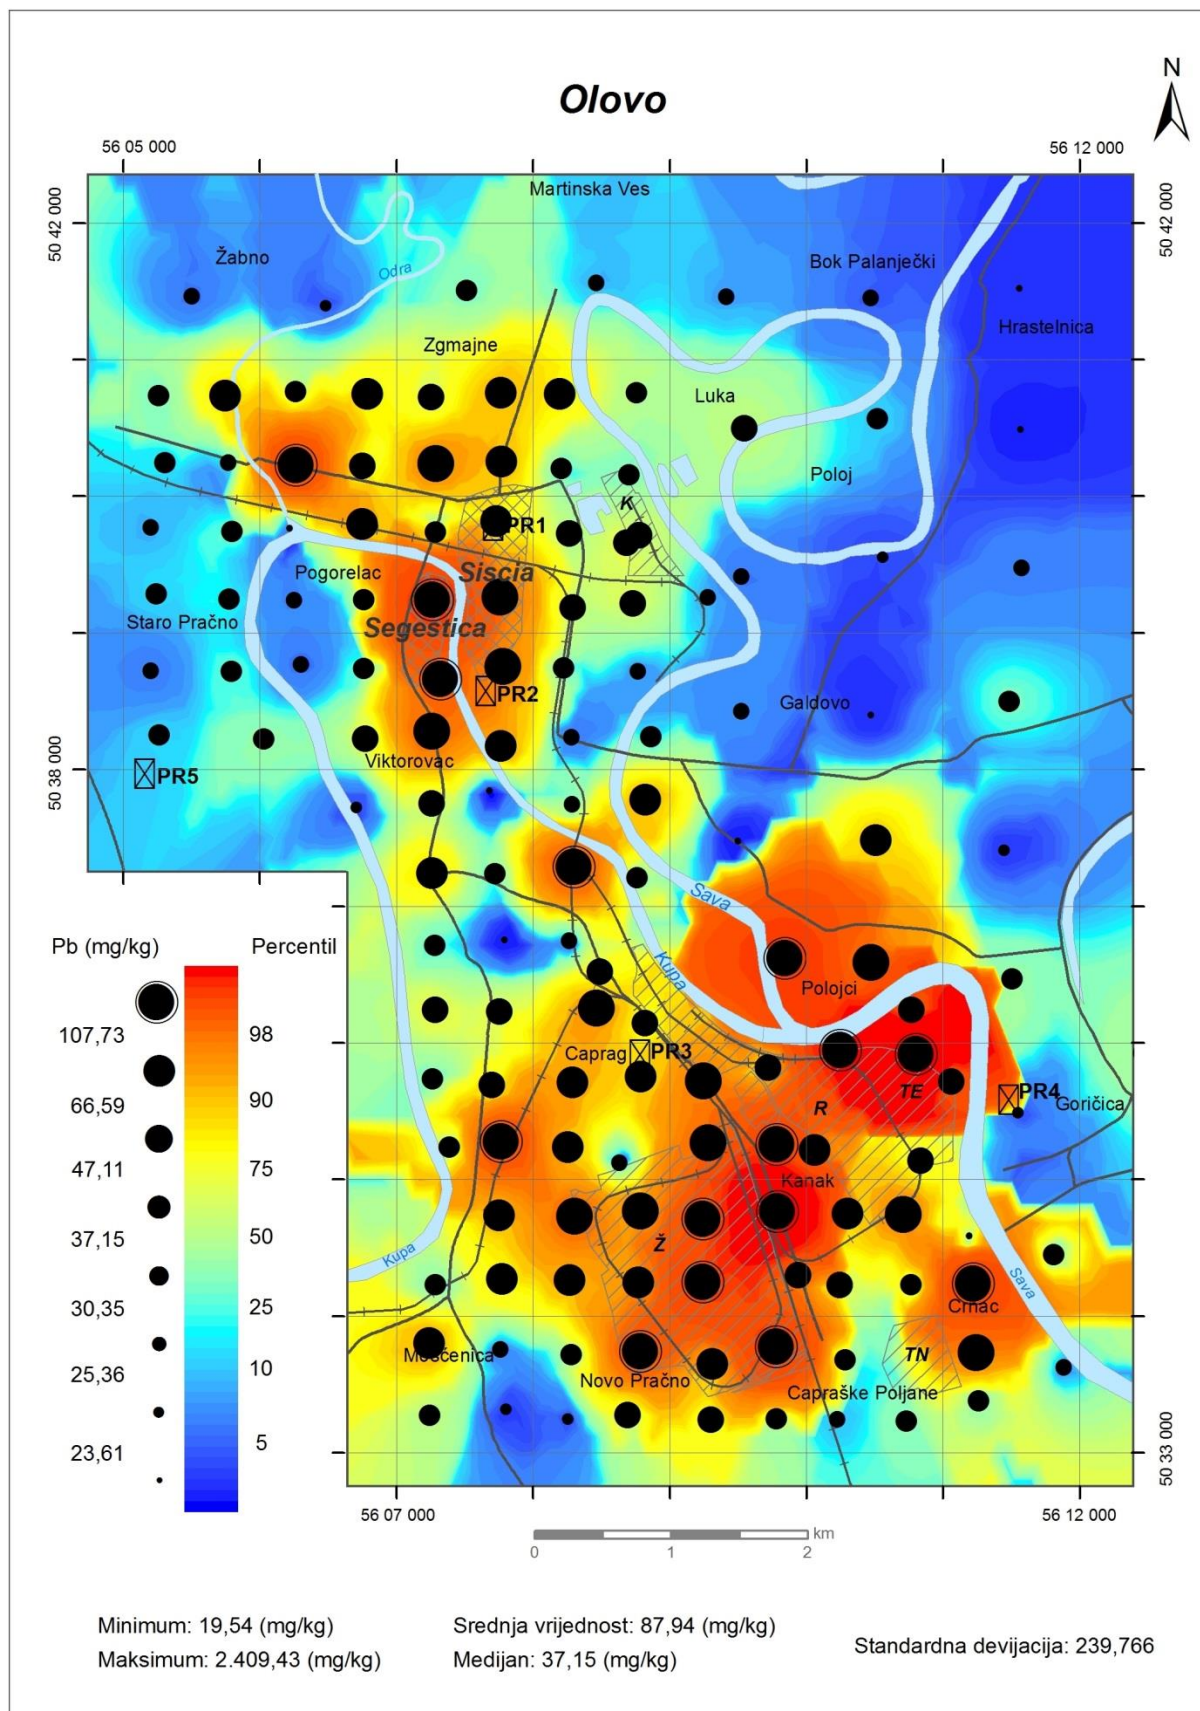 N
Olovo
56 05 000
56 12 000
50 42 000
50 42 000
Martinska Ves
Žabno
Odra
Bok Palanječki
Hrastelnica
Zgmajne
Luka
Poloj
K
PR1
Siscia
Pogorelac
Staro Pračno
Segestica
PR2
Galdovo
Viktorovac
50 38 000
PR5
Sava
Kupa
Polojci
Caprag
PR3
TE
R
PR4
Goričica
Kanak
Ž
Kupa
Sava
Crnac
Mošćenica
TN
Novo Pračno
Capraške Poljane
50 33 000
56 07 000
56 12 000
km
0 1 2
Pb (mg/kg) Percentil
107,73 98
66,59 90
47,11 75
37,15 50
30,35 25
25,36 10
23,61 5
Minimum: 19,54 (mg/kg)
Maksimum: 2.409,43 (mg/kg)
Srednja vrijednost: 87,94 (mg/kg)
Medijan: 37,15 (mg/kg)
Standardna devijacija: 239,766